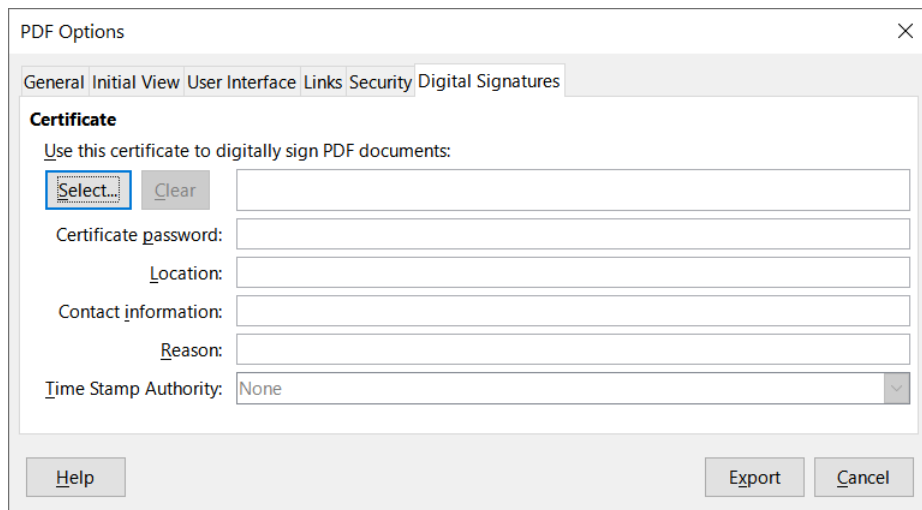 PDF Options
General Initial View User Interface Links Security Digital Signatures
Certificate
Use this certificate to digitally sign PDF documents:
Select... Clear
Certificate password:
Location:
Contact information:
Reason:
Time Stamp Authority: None
Help Export Cancel